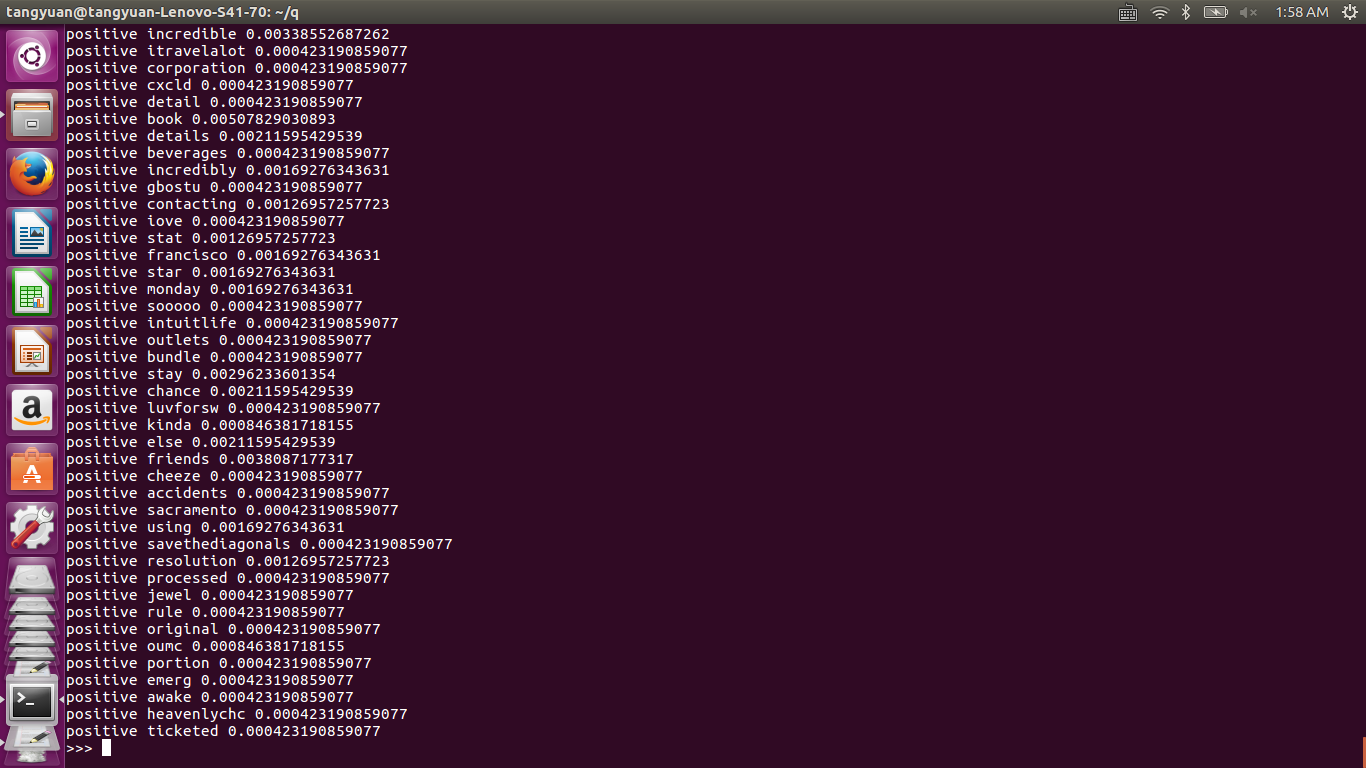 tangyuan@tangyuan-Lenovo-S41-70: ~/q
1:58 AM
positive incredible 0.00338552687262
positive itravelalot 0.000423190859077
positive corporation 0.000423190859077
positive cxcld 0.000423190859077
positive detail 0.000423190859077
positive book 0.00507829030893
positive details 0.00211595429539
positive beverages 0.000423190859077
positive incredibly 0.00169276343631
positive gbostu 0.000423190859077
positive contacting 0.00126957257723
positive iove 0.000423190859077
positive stat 0.00126957257723
positive francisco 0.00169276343631
positive star 0.00169276343631
positive monday 0.00169276343631
positive sooooo 0.000423190859077
positive intuitlife 0.000423190859077
positive outlets 0.000423190859077
positive bundle 0.000423190859077
positive stay 0.00296233601354
positive chance 0.00211595429539
positive luvforsw 0.000423190859077
positive kinda 0.000846381718155
positive else 0.00211595429539
positive friends 0.0038087177317
positive cheeze 0.000423190859077
positive accidents 0.000423190859077
positive sacramento 0.000423190859077
positive using 0.00169276343631
positive savethediagonals 0.000423190859077
positive resolution 0.00126957257723
positive processed 0.000423190859077
positive jewel 0.000423190859077
positive rule 0.000423190859077
positive original 0.000423190859077
positive oumc 0.000846381718155
positive portion 0.000423190859077
positive emerg 0.000423190859077
positive awake 0.000423190859077
positive heavenlychc 0.000423190859077
positive ticketed 0.000423190859077
>>>